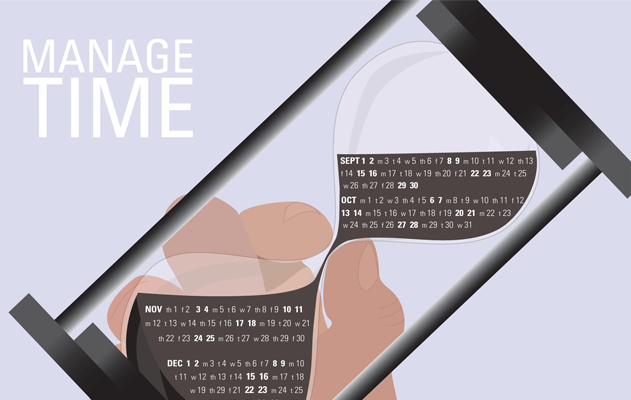 MANAGE
TIME
SEPT 1 2 m 3 t 4 w 5 th 6 f 7 8 9 m 10 t 11 w 12 th 13
f 14 15 16 m 17 t 18 w 19 th 20 f 21 22 23 m 24 t 25
w 26 th 27 f 28 29 30
OCT m 1 t 2 w 3 th 4 f 5 6 7 m 8 t 9 w 10 th 11 f 12
13 14 m 15 t 16 w 17 th 18 f 19 20 21 m 22 t 23
w 24 th 25 f 26 27 28 m 29 t 30 w 31
NOV th 1 f 2 3 4 m 5 t 6 w 7 th 8 f 9 10 11
m 12 t 13 w 14 th 15 f 16 17 18 m 19 t 20 w 21
th 22 f 23 24 25 m 26 t 27 w 28 th 29 f 30
DEC 1 2 m 3 t 4 w 5 th 6 f 7 8 9 m 10
t 11 w 12 th 13 f 14 15 16 m 17 t 18
w 19 th 20 f 21 22 23 m 24 t 25